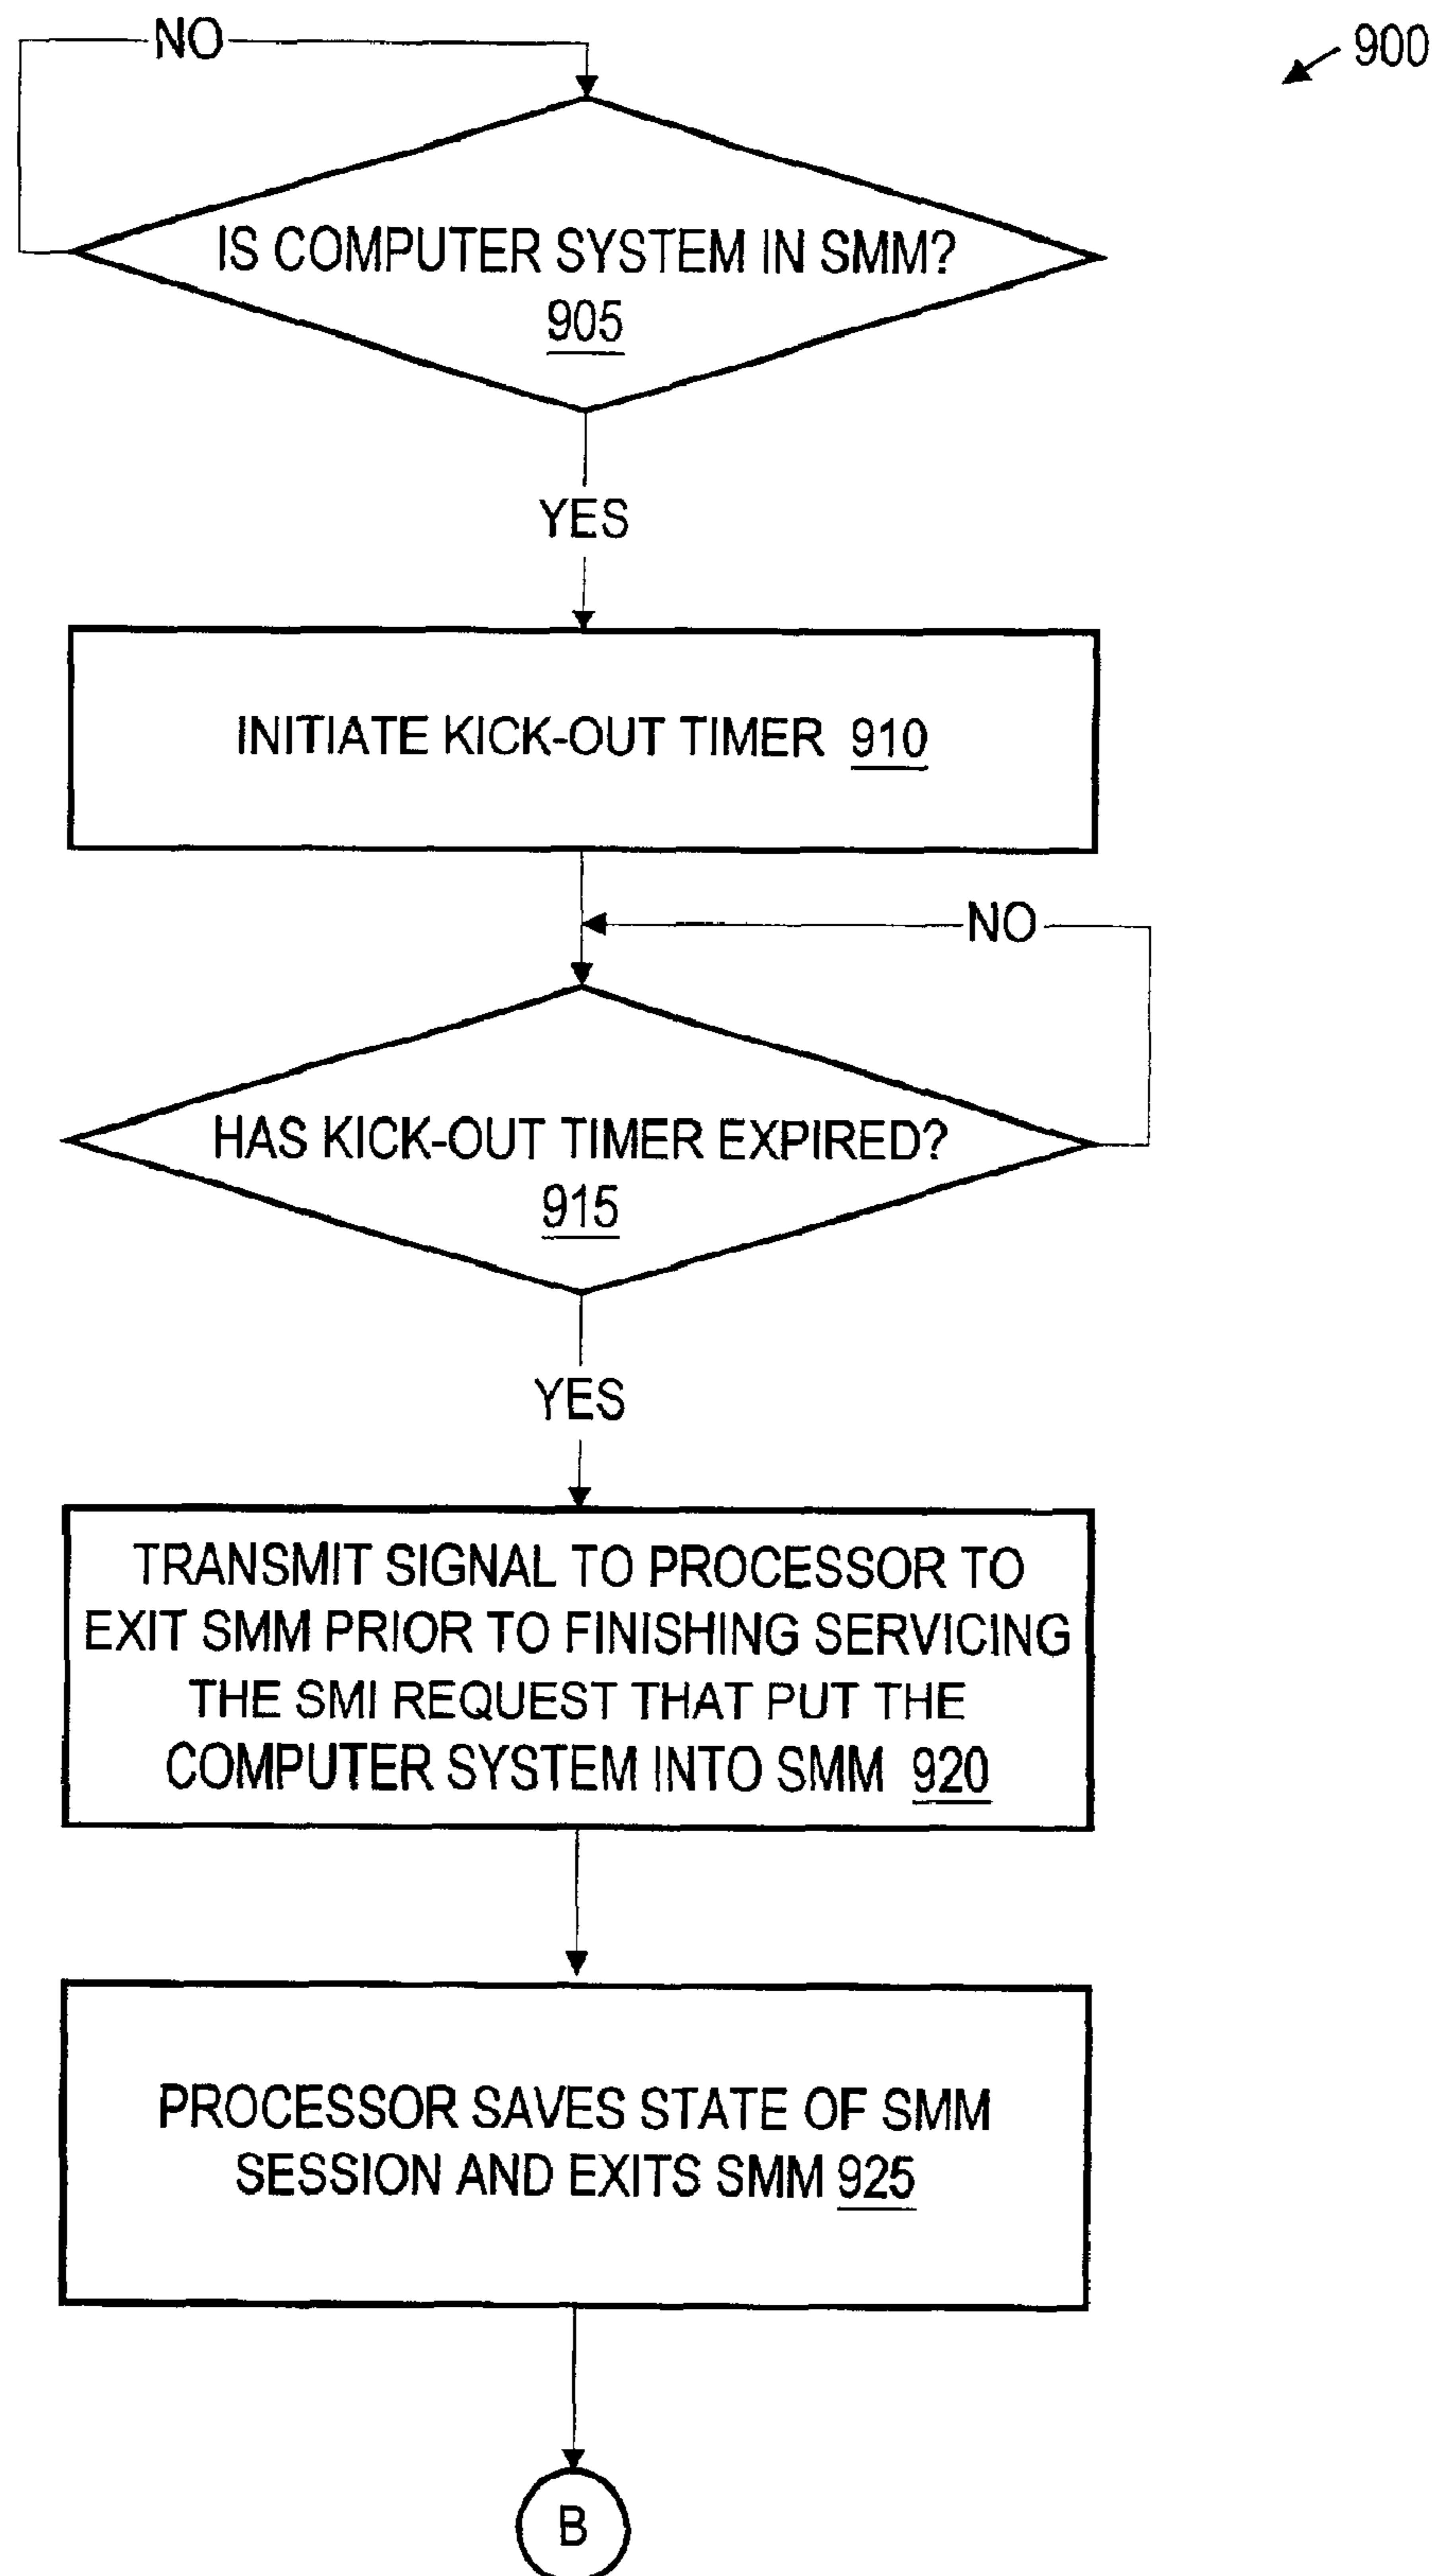 NO
900
IS COMPUTER SYSTEM IN SMM?
905
YES
INITIATE KICK-OUT TIMER 910
NO
HAS KICK-OUT TIMER EXPIRED?
915
YES
TRANSMIT SIGNAL TO PROCESSOR TO
EXIT SMM PRIOR TO FINISHING SERVICING
THE SMI REQUEST THAT PUT THE
COMPUTER SYSTEM INTO SMM 920
PROCESSOR SAVES STATE OF SMM
SESSION AND EXITS SMM 925
B